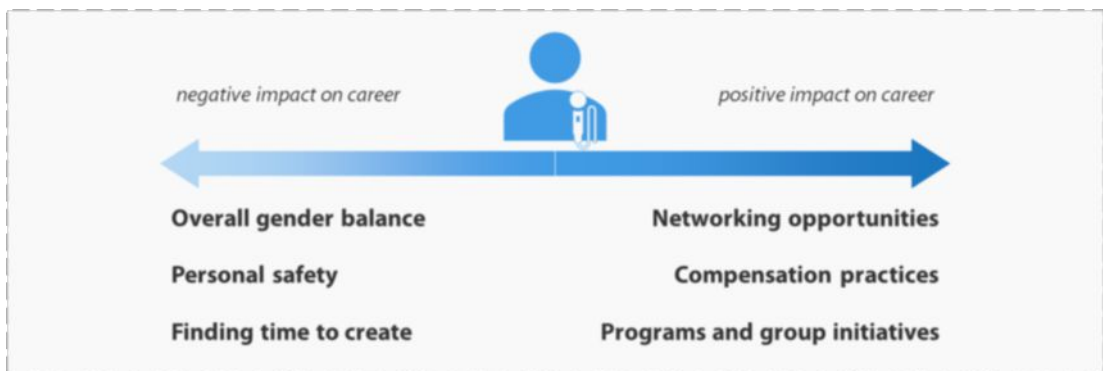 negative impact on career
positive impact on career
Overall gender balance
Networking opportunities
Personal safety
Compensation practices
Finding time to create
Programs and group initiatives